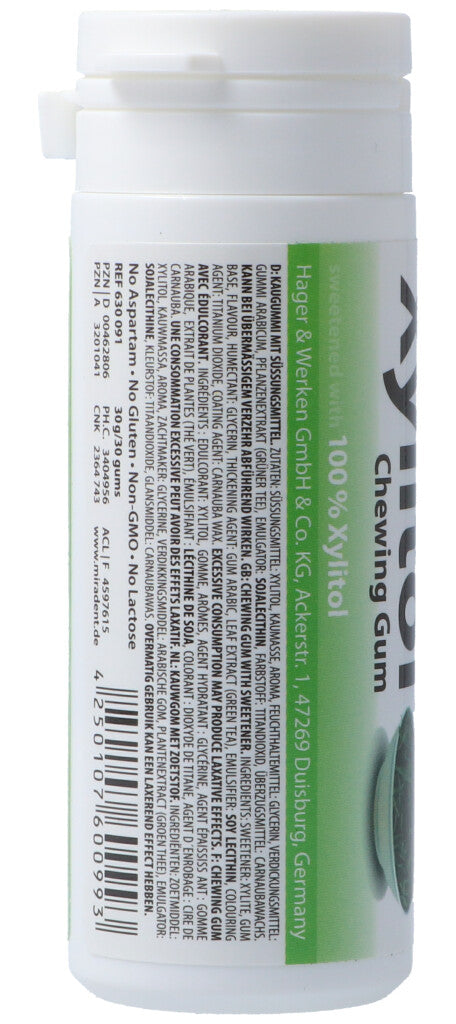 Xylitol
Chewing Gum
sweetened with 100 % Xylitol
Hager & Werken GmbH & Co. KG, Ackerstr. 1, 47269 Duisburg, Germany
D: KAUGUMMI MIT SÜSSUNGSMITTEL. ZUTATEN: SÜSSUNGSMITTEL: XYLITOL, KAUMASSE, AROMA, FEUCHTHALTEMITTEL: GLYCERIN, VERDICKUNGSMITTEL:
GUMMI ARABICUM, PFLANZENEXTRAKT (GRÜNER TEE), EMULGATOR: SOJALECITHIN, FARBSTOFF: TITANDIOXID, ÜBERZUGSMITTEL: CARNAUBAWACHS.
KANN BEI ÜBERMÄSSIGEM VERZEHR ABFÜHREND WIRKEN. GB: CHEWING GUM WITH SWEETENER. INGREDIENTS: SWEETENER: XYLITE, GUM
BASE, FLAVOUR, HUMECTANT: GLYCERIN, THICKENING AGENT: GUM ARABIC, LEAF EXTRACT (GREEN TEA), EMULSIFIER: SOY LECITHIN, COLOURING
AGENT: TITANIUM DIOXIDE, COATING AGENT: CARNAUBA WAX. EXCESSIVE CONSUMPTION MAY PRODUCE LAXATIVE EFFECTS. F: CHEWING GUM
AVEC ÉDULCORANT. INGRÉDIENTS : EDULCORANT: XYLITOL, GOMME, ARÔMES, AGENT HYDRATANT : GLYCÉRINE, AGENT ÉPAISSISS ANT : GOMME
ARABIQUE, EXTRAIT DE PLANTES (THÉ VERT), ÉMULSIFIANT : LÉCITHINE DE SOJA, COLORANT : DIOXYDE DE TITANE, AGENT D´ENROBAGE : CIRE DE
CARNAUBA. UNE CONSOMMATION EXCESSIVE PEUT AVOIR DES EFFETS LAXATIF. NL: KAUWGOM MET ZOETSTOF. INGREDIËNTEN: ZOETMIDDEL:
XYLITOL, KAUWMASSA, AROMA, ZACHTMAKER: GLYCERINE, VERDIKKINGSMIDDEL: ARABISCHE GOM, PLANTENEXTRACT (GROEN THEE), EMULGATOR:
SOJALECITHINE, KLEURSTOF: TITAANDIOXIDE, GLANSMIDDEL: CARNAUBAWAS. OVERMATIG GEBRUIK KAN EEN LAXEREND EFFECT HEBBEN.
No Aspartam • No Gluten • Non-GMO • No Lactose
REF 630 091 30g/30 gums
PZN | D 00462806 PH.C. 3404956 ACL | F 4597615
PZN | A 3201041 CNK 2364 743 www.miradent.de
4 250107 600993